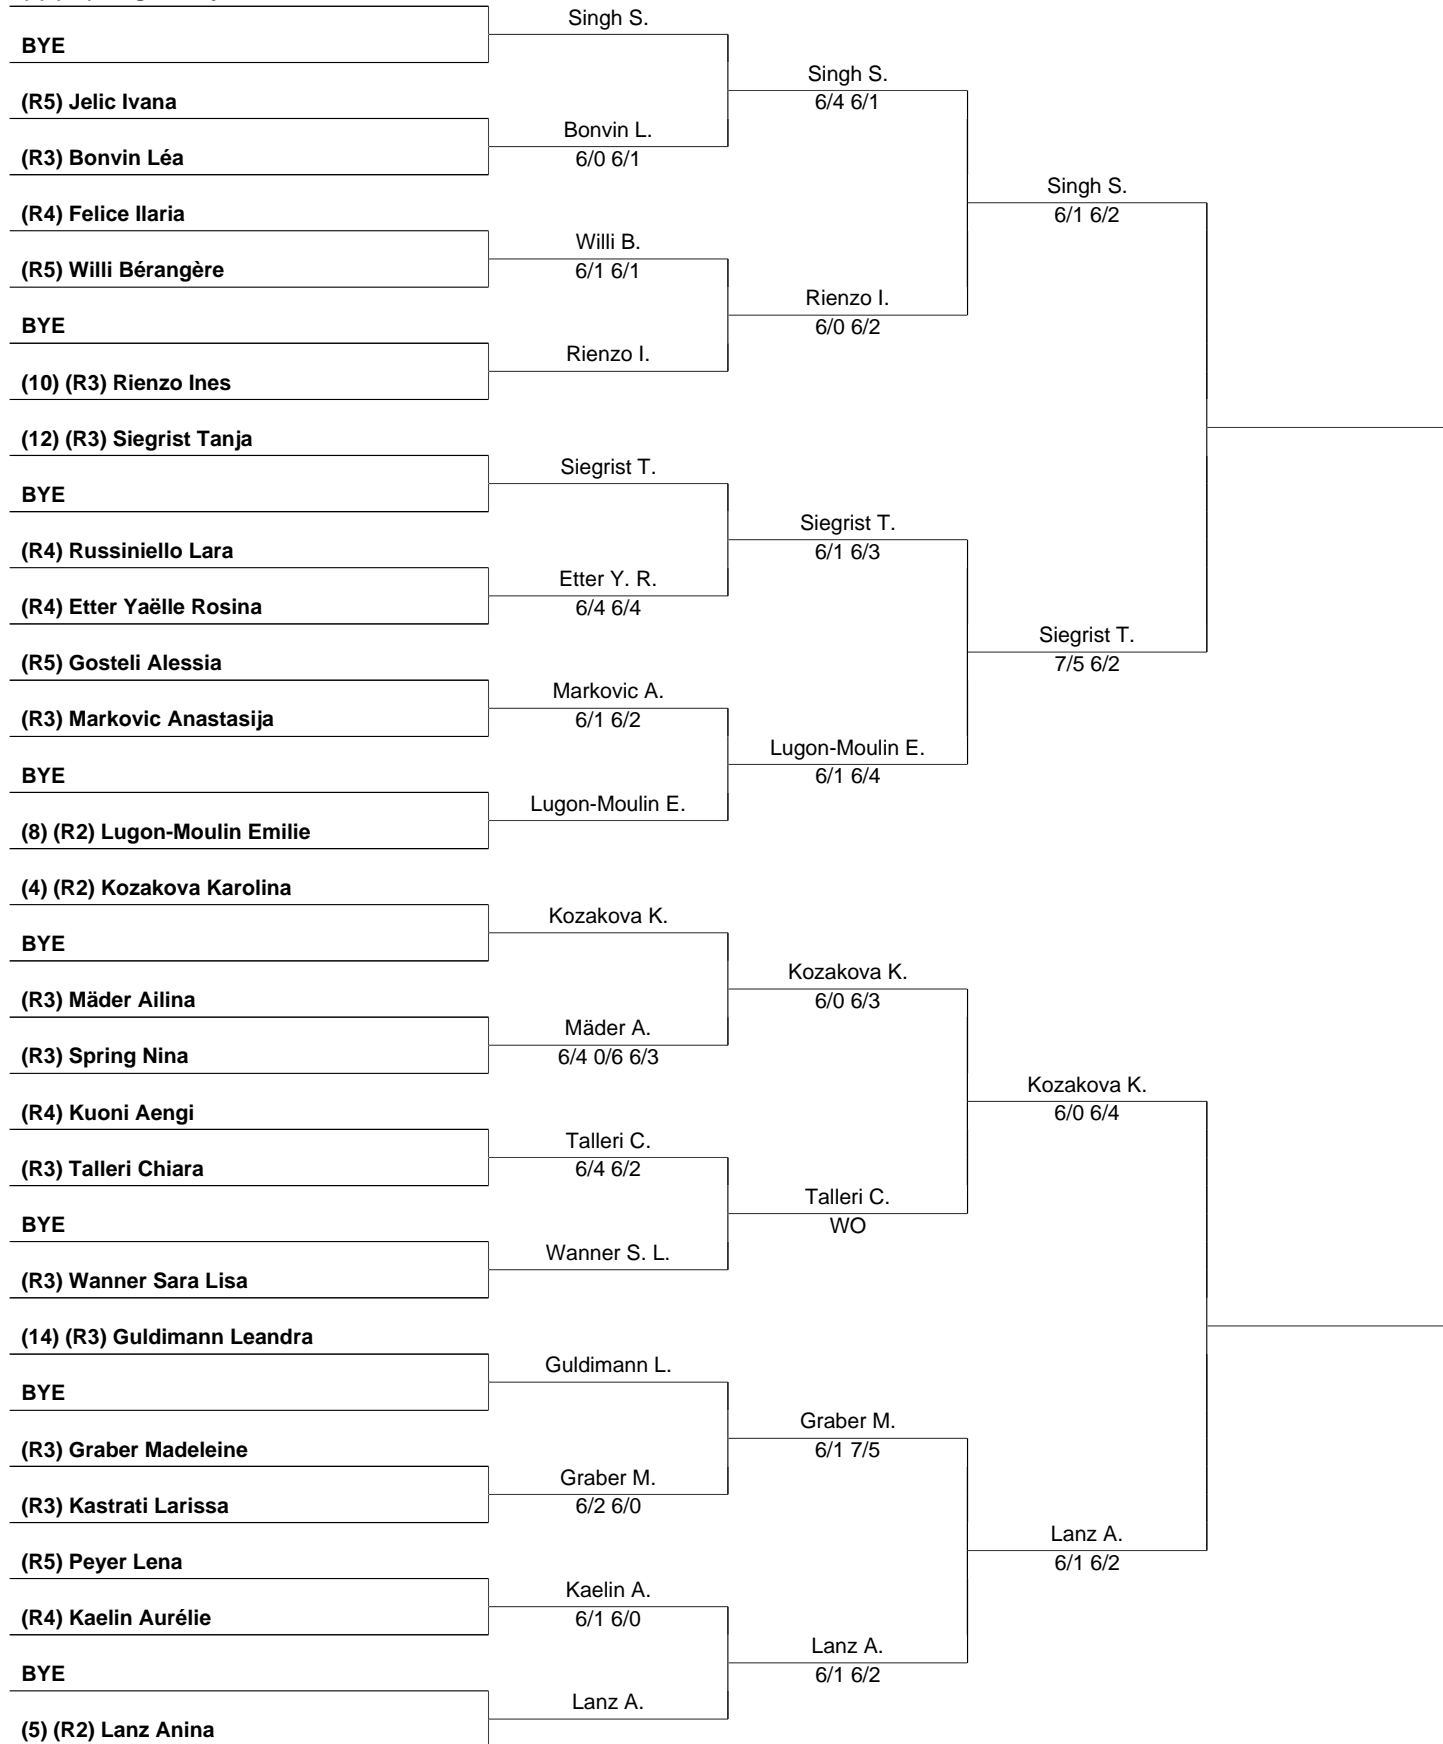 BYE
(R5) Jelic Ivana
(R3) Bonvin Léa
(R4) Felice Ilaria
(R5) Willi Bérangère
BYE
(10) (R3) Rienzo Ines
(12) (R3) Siegrist Tanja
BYE
(R4) Russiniello Lara
(R4) Etter Yaëlle Rosina
(R5) Gosteli Alessia
(R3) Markovic Anastasija
BYE
(8) (R2) Lugon-Moulin Emilie
(4) (R2) Kozakova Karolina
BYE
(R3) Mäder Ailina
(R3) Spring Nina
(R4) Kuoni Aengi
(R3) Talleri Chiara
BYE
(R3) Wanner Sara Lisa
(14) (R3) Guldimann Leandra
BYE
(R3) Graber Madeleine
(R3) Kastrati Larissa
(R5) Peyer Lena
(R4) Kaelin Aurélie
BYE
(5) (R2) Lanz Anina
Singh S.
Bonvin L.
6/0 6/1
Willi B.
6/1 6/1
Rienzo I.
Siegrist T.
Etter Y. R.
6/4 6/4
Markovic A.
6/1 6/2
Lugon-Moulin E.
Kozakova K.
Mäder A.
6/4 0/6 6/3
Talleri C.
6/4 6/2
Wanner S. L.
Guldimann L.
Graber M.
6/2 6/0
Kaelin A.
6/1 6/0
Lanz A.
Singh S.
6/4 6/1
Rienzo I.
6/0 6/2
Siegrist T.
6/1 6/3
Lugon-Moulin E.
6/1 6/4
Kozakova K.
6/0 6/3
Talleri C.
WO
Graber M.
6/1 7/5
Lanz A.
6/1 6/2
Singh S.
6/1 6/2
Siegrist T.
7/5 6/2
Kozakova K.
6/0 6/4
Lanz A.
6/1 6/2